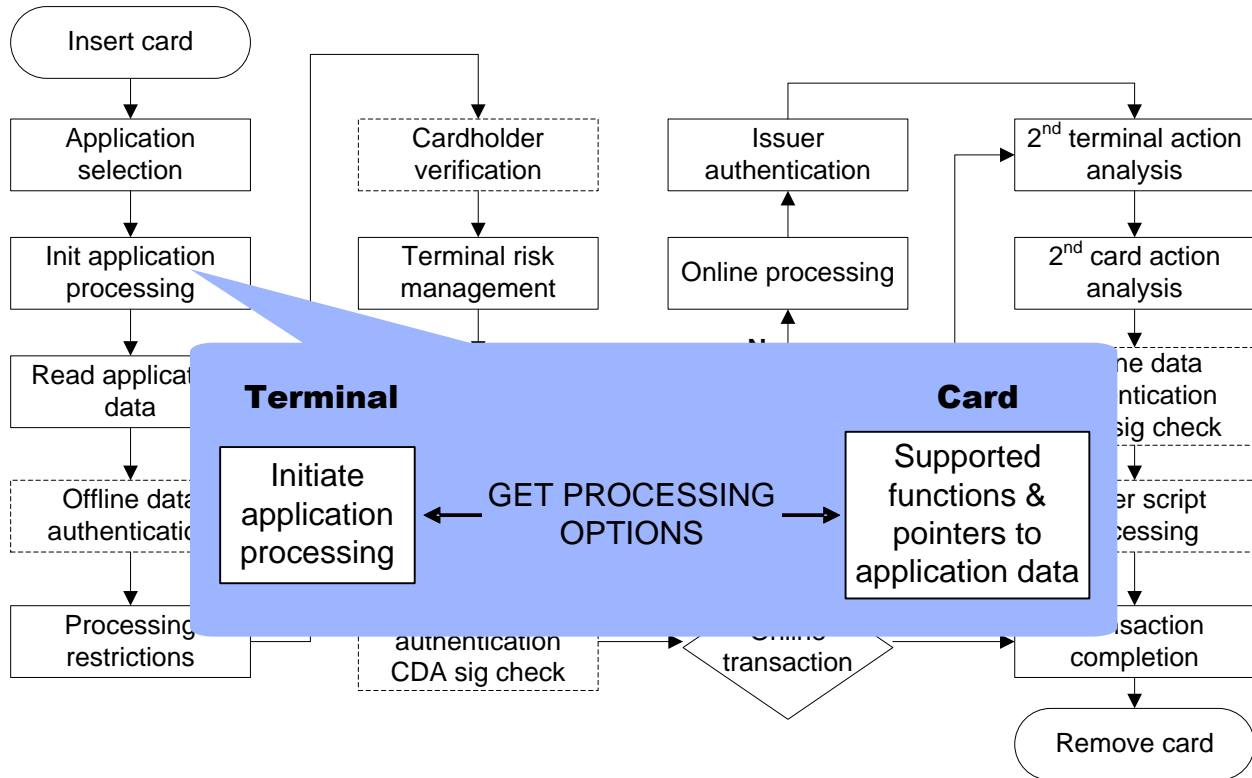 Insert card
Application
selection
Init application
processing
Read applicat
data
Offline data
authentication
Processing
restrictions
Cardholder
verification
Terminal risk
management
authentication
CDA sig check
Issuer
authentication
Online processing
N
Online
transaction
2nd terminal action
analysis
2nd card action
analysis
ne data
ntication
sig check
er script
cessing
nsaction
completion
Remove card
Terminal
Card
Initiate
application
processing
GET PROCESSING
OPTIONS
Supported
functions &
pointers to
application data